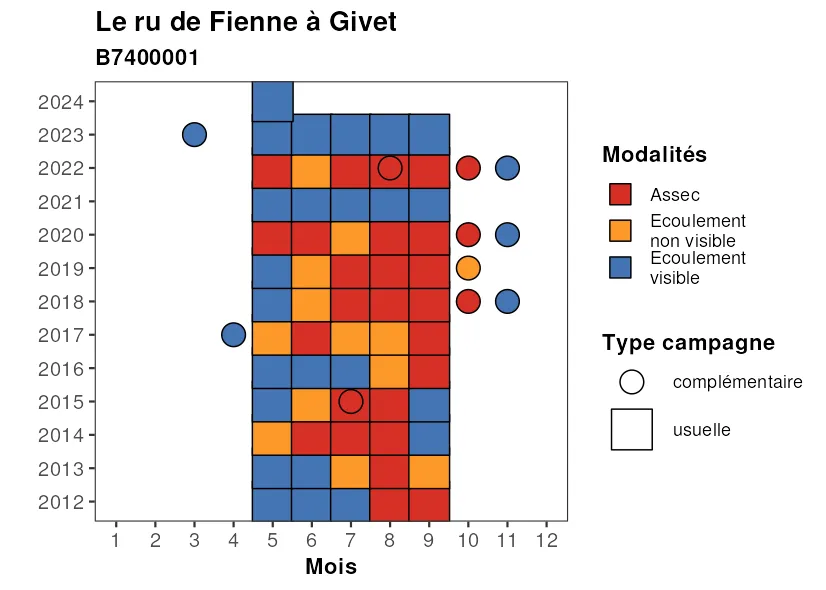 Le ru de Fienne à Givet
B7400001
2024
2023
2022
2021
2020
2019
2018
2017
2016
2015
2014
2013
2012
1 2 3 4 5 6 7 8 9 10 11 12
Mois
Modalités
Assec
Ecoulement
non visible
Ecoulement
visible
Type campagne
complémentaire
usuelle